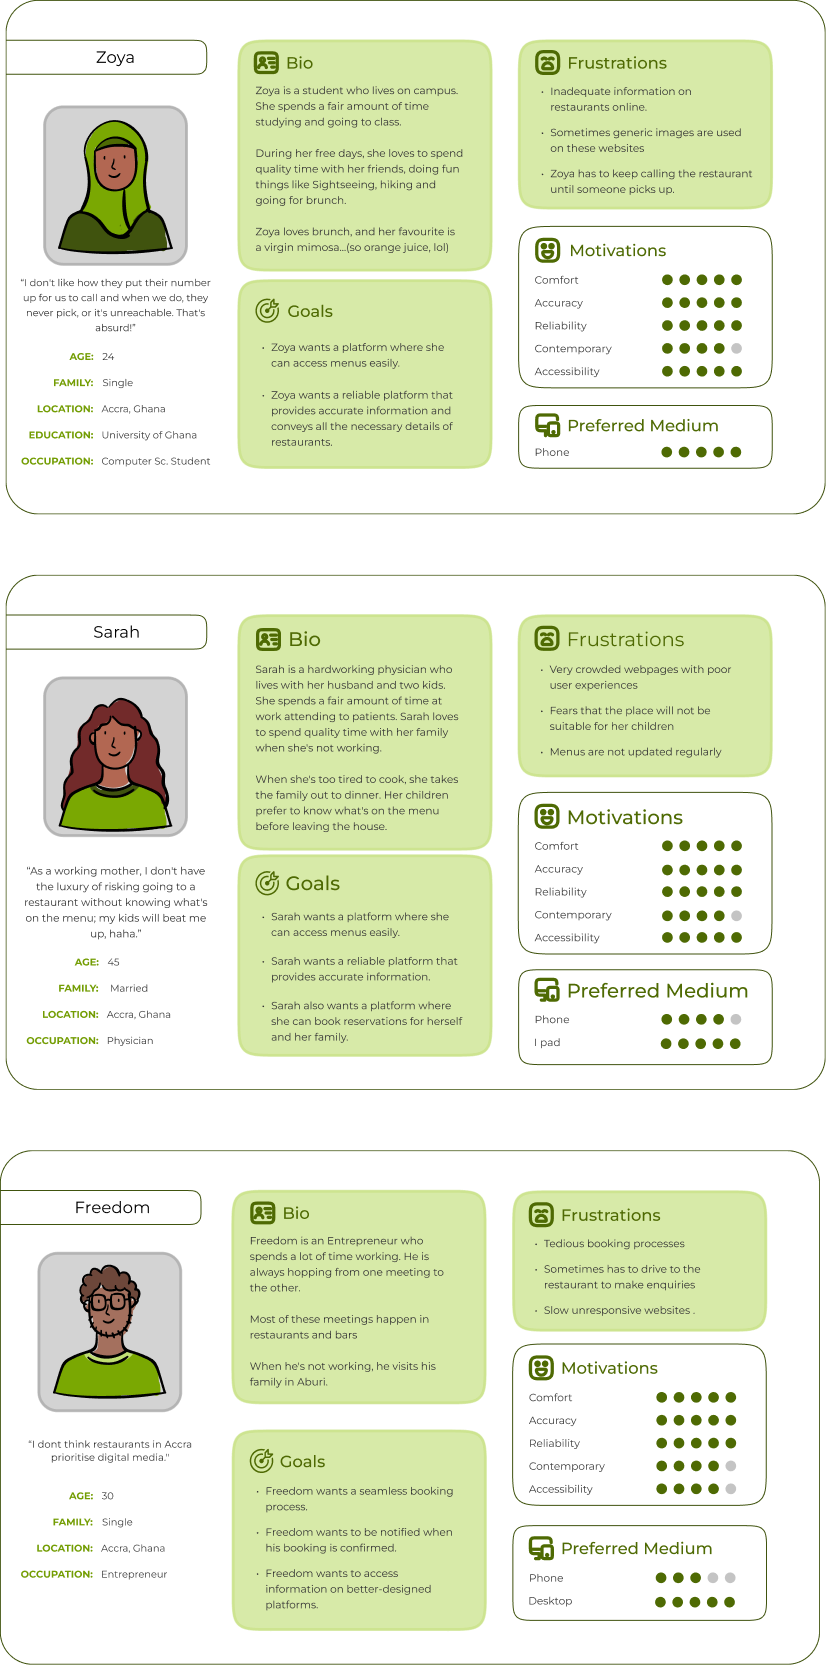 Zoya
“I don't like how they put their number
up for us to call and when we do, they
never pick, or it's unreachable. That's
absurd!”
AGE: 24
FAMILY: Single
LOCATION: Accra, Ghana
EDUCATION: University of Ghana
OCCUPATION: Computer Sc. Student
Bio
Zoya is a student who lives on campus.
She spends a fair amount of time
studying and going to class.
During her free days, she loves to spend
quality time with her friends, doing fun
things like Sightseeing, hiking and
going for brunch.
Zoya loves brunch, and her favourite is
a virgin mimosa...(so orange juice, lol)
Goals
• Zoya wants a platform where she
can access menus easily.
• Zoya wants a reliable platform that
provides accurate information and
conveys all the necessary details of
restaurants.
Frustrations
• Inadequate information on
restaurants online.
• Sometimes generic images are used
on these websites
• Zoya has to keep calling the restaurant
until someone picks up.
Motivations
Comfort
Accuracy
Reliability
Contemporary
Accessibility
Preferred Medium
Phone
Sarah
“As a working mother, I don't have
the luxury of risking going to a
restaurant without knowing what's
on the menu; my kids will beat me
up, haha.”
AGE: 45
FAMILY: Married
LOCATION: Accra, Ghana
OCCUPATION: Physician
Bio
Sarah is a hardworking physician who
lives with her husband and two kids.
She spends a fair amount of time at
work attending to patients. Sarah loves
to spend quality time with her family
when she's not working.
When she's too tired to cook, she takes
the family out to dinner. Her children
prefer to know what's on the menu
before leaving the house.
Goals
• Sarah wants a platform where she
can access menus easily.
• Sarah wants a reliable platform that
provides accurate information.
• Sarah also wants a platform where
she can book reservations for herself
and her family.
Frustrations
• Very crowded webpages with poor
user experiences
• Fears that the place will not be
suitable for her children
• Menus are not updated regularly
Motivations
Comfort
Accuracy
Reliability
Contemporary
Accessibility
Preferred Medium
Phone
I pad
Freedom
“I dont think restaurants in Accra
prioritise digital media."
AGE: 30
FAMILY: Single
LOCATION: Accra, Ghana
OCCUPATION: Entrepreneur
Bio
Freedom is an Entrepreneur who
spends a lot of time working. He is
always hopping from one meeting to
the other.
Most of these meetings happen in
restaurants and bars
When he's not working, he visits his
family in Aburi.
Goals
• Freedom wants a seamless booking
process.
• Freedom wants to be notified when
his booking is confirmed.
• Freedom wants to access
information on better-designed
platforms.
Frustrations
• Tedious booking processes
• Sometimes has to drive to the
restaurant to make enquiries
• Slow unresponsive websites .
Motivations
Comfort
Accuracy
Reliability
Contemporary
Accessibility
Preferred Medium
Phone
Desktop